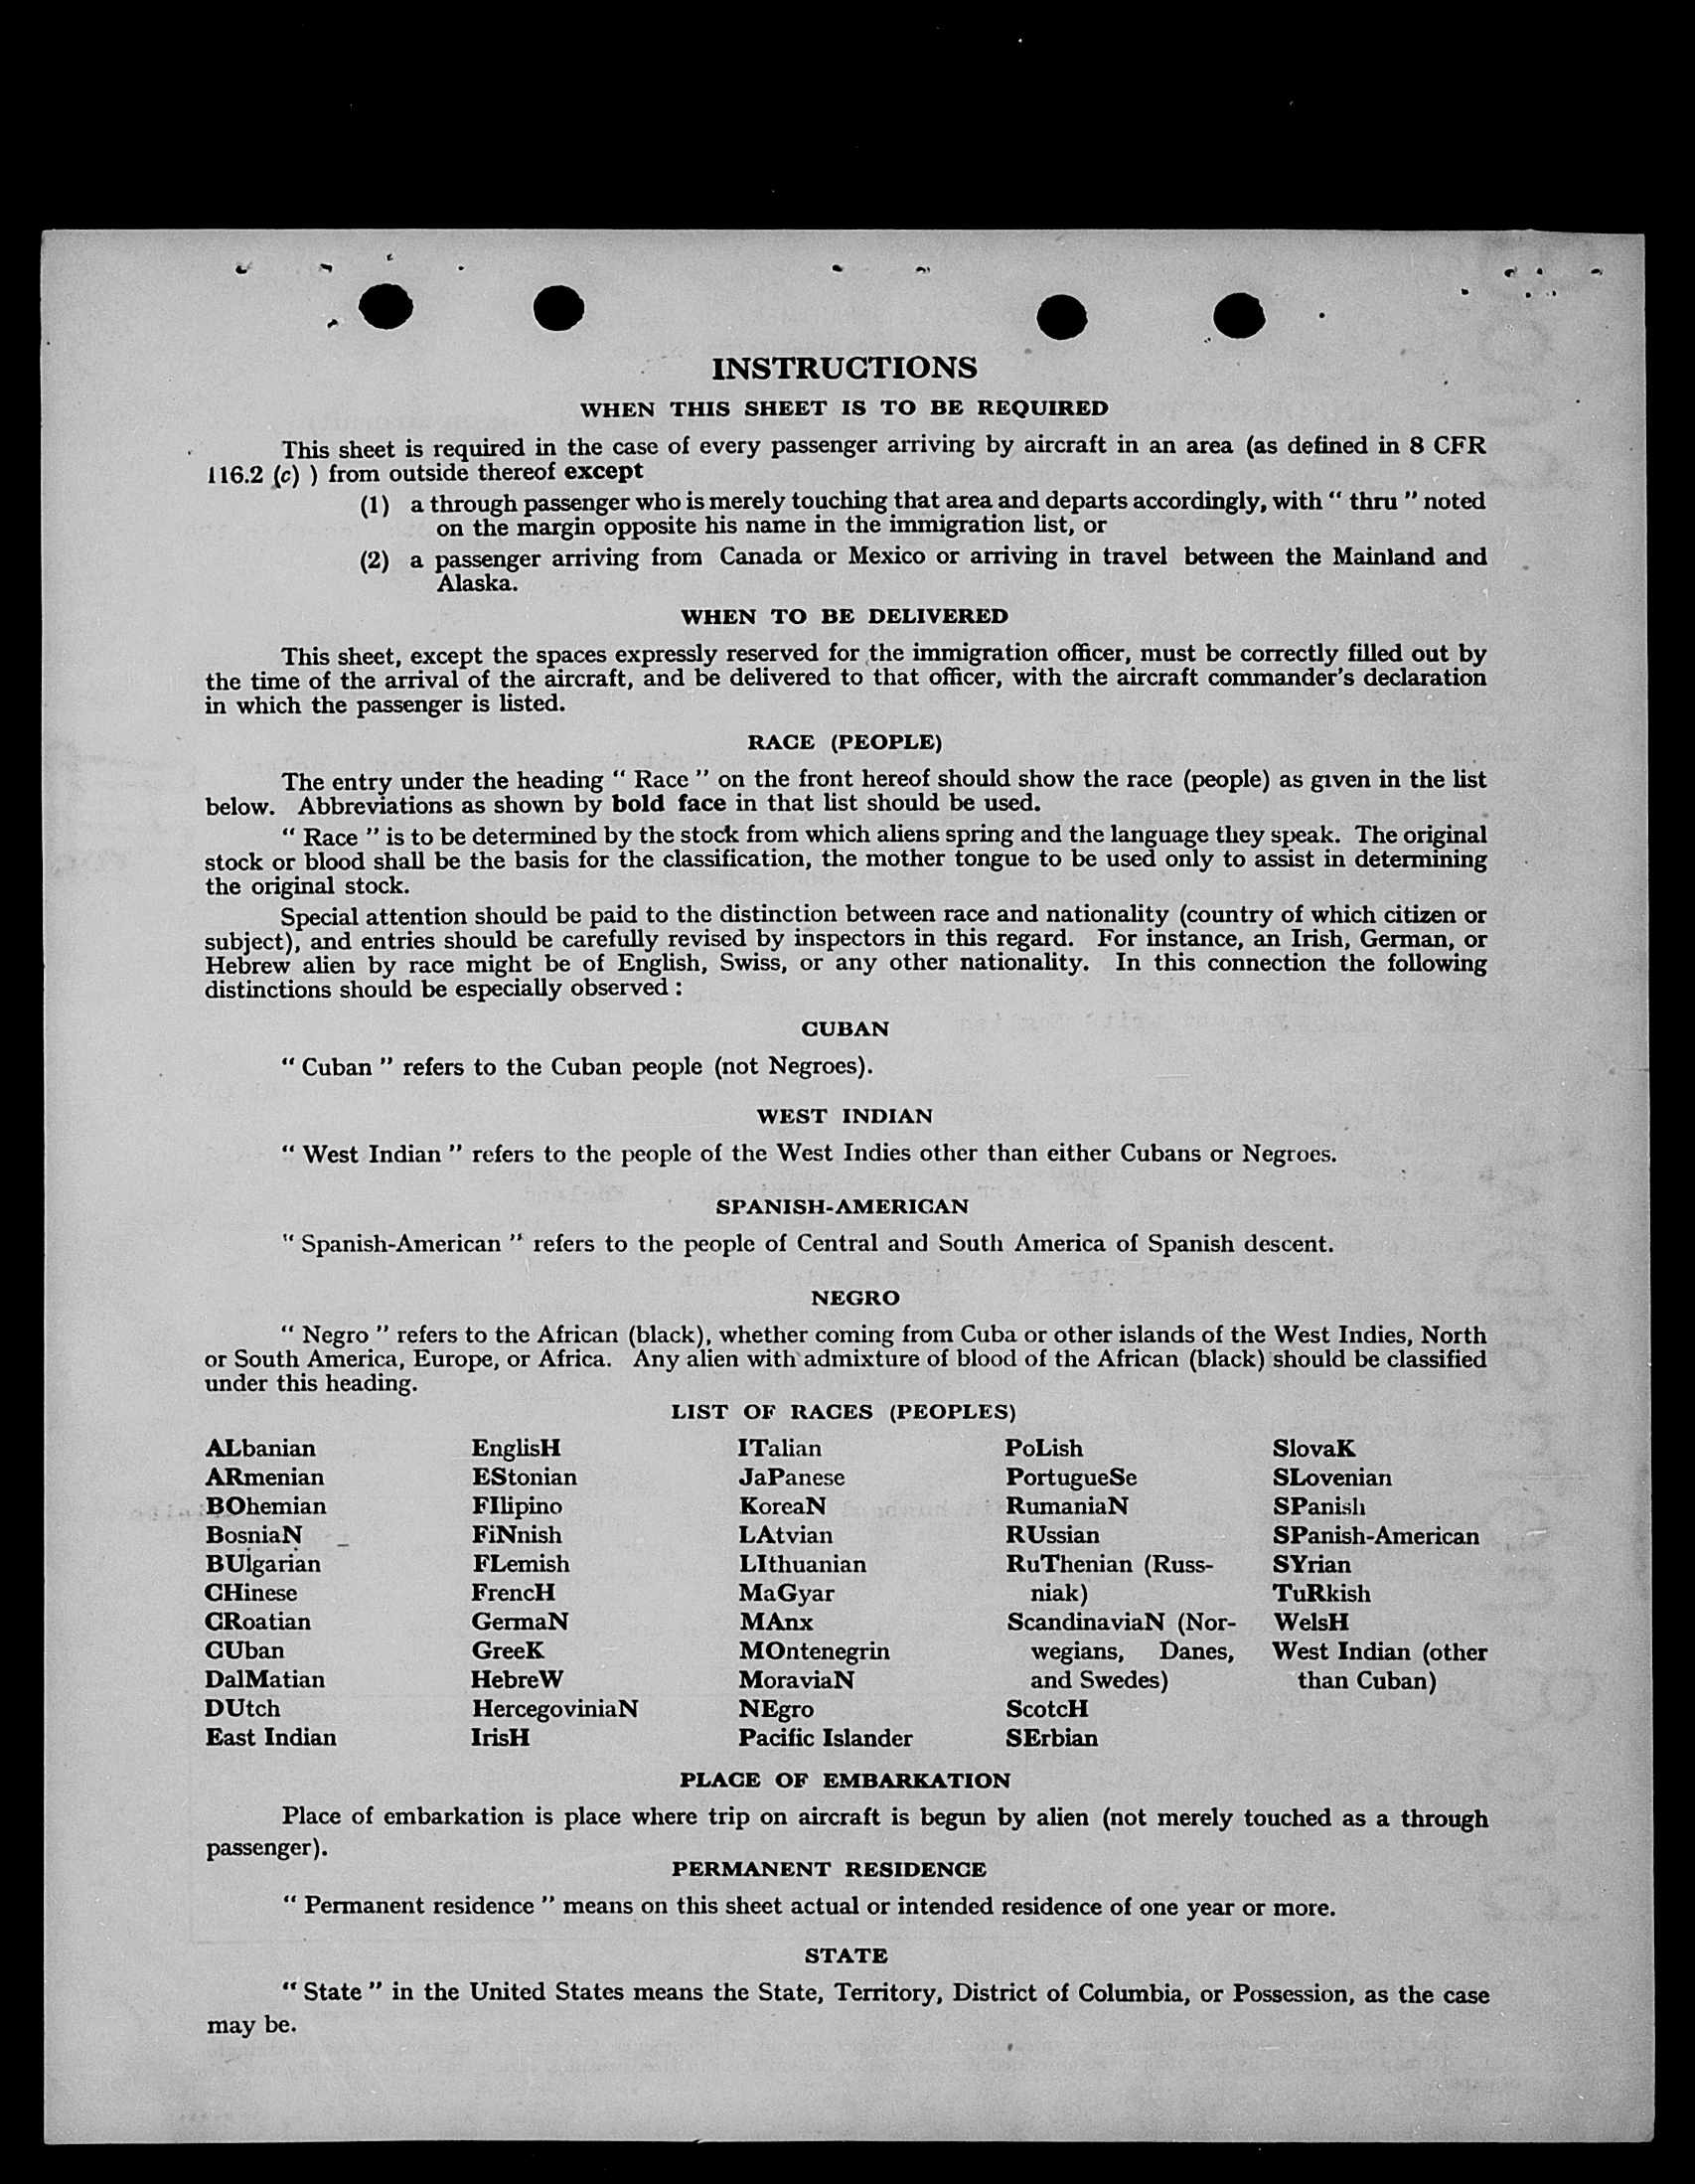 INSTRUCTIONS
WHEN THIS SHEET IS TO BE REQUIRED
This sheet is required in the case of every passenger arriving by aircraft in an area (as defined in 8 CFR
116.2 (c) ) from outside thereof except
(1) a through passenger who is merely touching that area and departs accordingly, with “ thru ” noted
on the margin opposite his name in the immigration list, or
(2) a passenger arriving from Canada or Mexico or arriving in travel between the Mainland and
Alaska.
WHEN TO BE DELIVERED
This sheet, except the spaces expressly reserved for the immigration officer, must be correctly filled out by
the time of the arrival of the aircraft, and be delivered to that officer, with the aircraft commander's declaration
in which the passenger is listed.
RACE (PEOPLE)
The entry under the heading “ Race ” on the front hereof should show the race (people) as given in the list
below. Abbreviations as shown by bold face in that list should be used.
“ Race ” is to be determined by the stock from which aliens spring and the language they speak. The original
stock or blood shall be the basis for the classification, the mother tongue to be used only to assist in determining
the original stock.
Special attention should be paid to the distinction between race and nationality (country of which citizen or
subject), and entries should be carefully revised by inspectors in this regard. For instance, an Irish, German, or
Hebrew alien by race might be of English, Swiss, or any other nationality. In this connection the following
distinctions should be especially observed :
CUBAN
“ Cuban ” refers to the Cuban people (not Negroes).
WEST INDIAN
“ West Indian ” refers to the people of the West Indies other than either Cubans or Negroes.
SPANISH-AMERICAN
“ Spanish-American ” refers to the people of Central and South America of Spanish descent.
NEGRO
“ Negro ” refers to the African (black), whether coming from Cuba or other islands of the West Indies, North
or South America, Europe, or Africa. Any alien with admixture of blood of the African (black) should be classified
under this heading.
LIST OF RACES (PEOPLES)
ALbanian
ARmenian
BOhemian
BosniaN
BUlgarian
CHinese
CRoatian
CUban
DalMatian
DUtch
East Indian
EnglisH
EStonian
FIlipino
FiNnish
FLemish
FrencH
GermaN
GreeK
HebreW
HercegoviniaN
IrisH
ITalian
JaPanese
KoreaN
LAtvian
LIthuanian
MaGyar
MAnx
MOntenegrin
MoraviaN
NEgro
Pacific Islander
PoLish
PortugueSe
RumaniaN
RUssian
RuThenian (Russ-
niak)
ScandinaviaN (Nor-
wegians, Danes,
and Swedes)
ScotcH
SErbian
SlovaK
SLovenian
SPanish
SPanish-American
SYrian
TuRkish
WelsH
West Indian (other
than Cuban)
PLACE OF EMBARKATION
Place of embarkation is place where trip on aircraft is begun by alien (not merely touched as a through
passenger).
PERMANENT RESIDENCE
“ Permanent residence ” means on this sheet actual or intended residence of one year or more.
STATE
“ State ” in the United States means the State, Territory, District of Columbia, or Possession, as the case
may be.